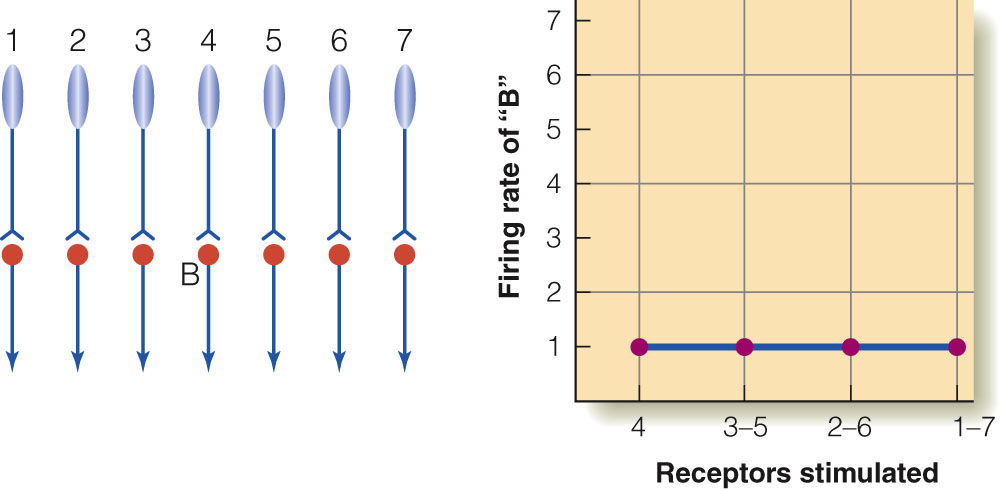 1 2 3 4 5 6 7
B
Firing rate of “B”
7
6
5
4
3
2
1
4 3–5 2–6 1–7
Receptors stimulated